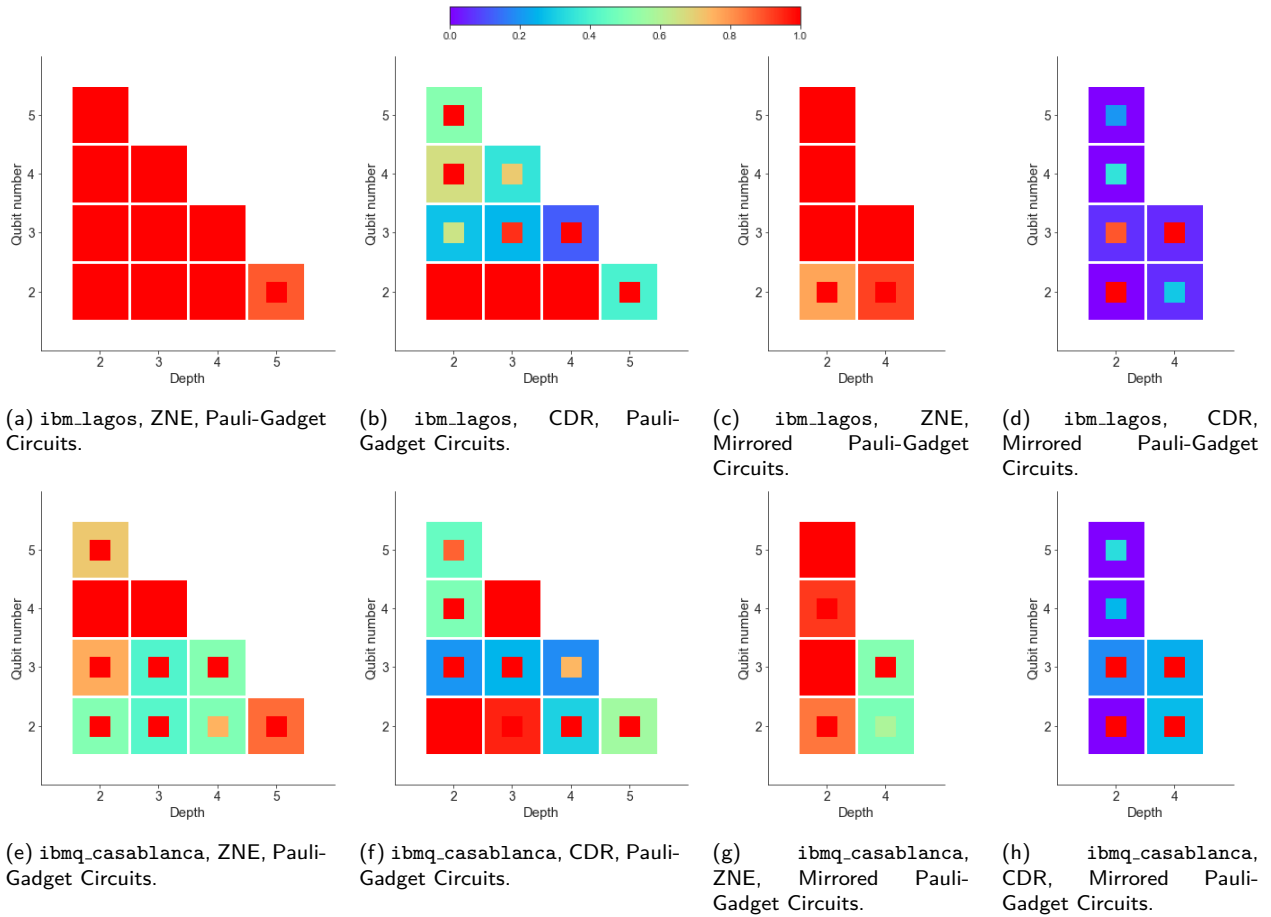 0.0 0.2 0.4 0.6 0.8 1.0
Qubit number
5
4
3
2
2 3 4 5
Depth
Qubit number
5
4
3
2
2 3 4 5
Depth
Qubit number
5
4
3
2
2 4
Depth
Qubit number
5
4
3
2
2 4
Depth
(a) ibm_lagos, ZNE, Pauli-Gadget
Circuits.
(b) ibm_lagos, CDR, Pauli-
Gadget Circuits.
(c) ibm_lagos, ZNE,
Mirrored Pauli-Gadget
Circuits.
(d) ibm_lagos, CDR,
Mirrored Pauli-Gadget
Circuits.
Qubit number
5
4
3
2
2 3 4 5
Depth
Qubit number
5
4
3
2
2 3 4 5
Depth
Qubit number
5
4
3
2
2 4
Depth
Qubit number
5
4
3
2
2 4
Depth
(e) ibmq_casablanca, ZNE, Pauli-
Gadget Circuits.
(f) ibmq_casablanca, CDR, Pauli-
Gadget Circuits.
(g) ibmq_casablanca,
ZNE, Mirrored Pauli-
Gadget Circuits.
(h) ibmq_casablanca,
CDR, Mirrored Pauli-
Gadget Circuits.